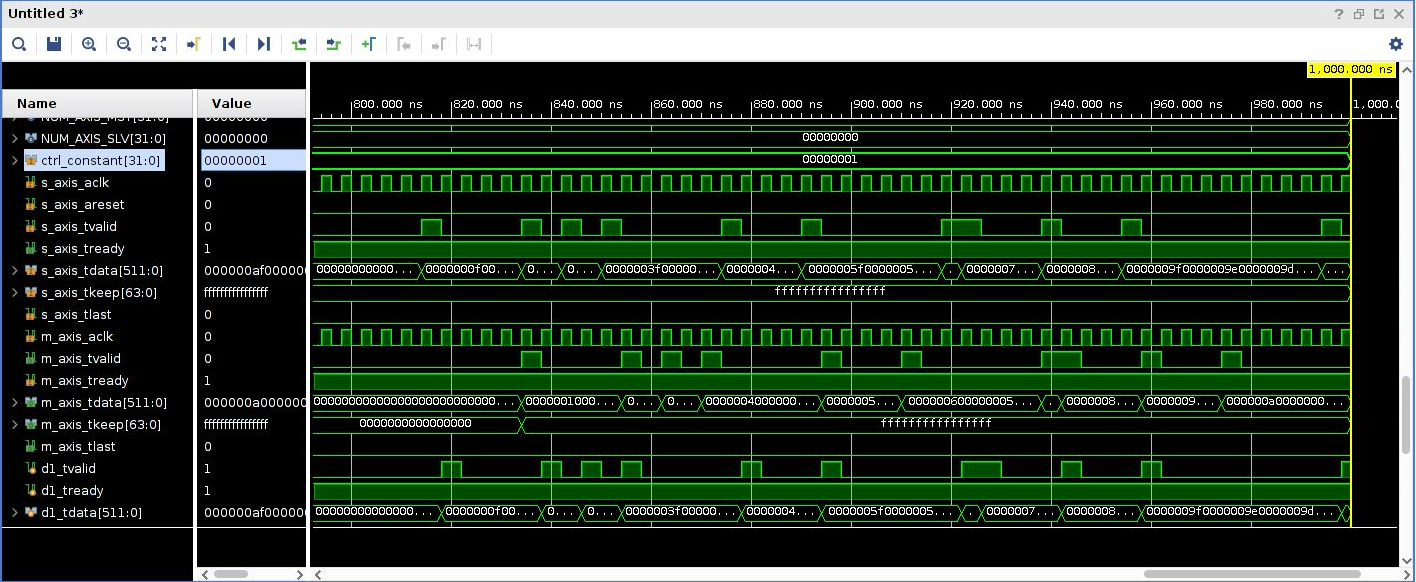 Untitled 3*
1,000.000 ns
Name Value
800.000 ns 820.000 ns 840.000 ns 860.000 ns 880.000 ns 900.000 ns 920.000 ns 940.000 ns 960.000 ns 980.000 ns 1,000.0
NUM_AXIS_SLV[31:0] 00000000 00000000
ctrl_constant[31:0] 00000001 00000001
s_axis_aclk 0
s_axis_areset 0
s_axis_tvalid 0
s_axis_tready 1
s_axis_tdata[511:0] 000000af00000 00000000000... 0000000f00... 0... 0... 0000003f00000... 0000004... 0000005f0000005... . 0000007... 0000008... 0000009f0000009e0000009d... ...
s_axis_tkeep[63:0] ffffffffffffffff ffffffffffffffff
s_axis_tlast 0
m_axis_aclk 0
m_axis_tvalid 0
m_axis_tready 1
m_axis_tdata[511:0] 000000a000000 0000000000000000000000000... 0000001000... 0... 0... 0000004000000... 0000005... 000000600000005... 0000008... 0000009... 000000a0000000...
m_axis_tkeep[63:0] ffffffffffffffff 0000000000000000 ffffffffffffffff
m_axis_tlast 0
d1_tvalid 1
d1_tready 1
d1_tdata[511:0] 000000af00000 00000000000000... 0000000f00... 0... 0... 0000003f00000... 0000004... 0000005f0000005... . 0000007... 0000008... 0000009f0000009e0000009d...